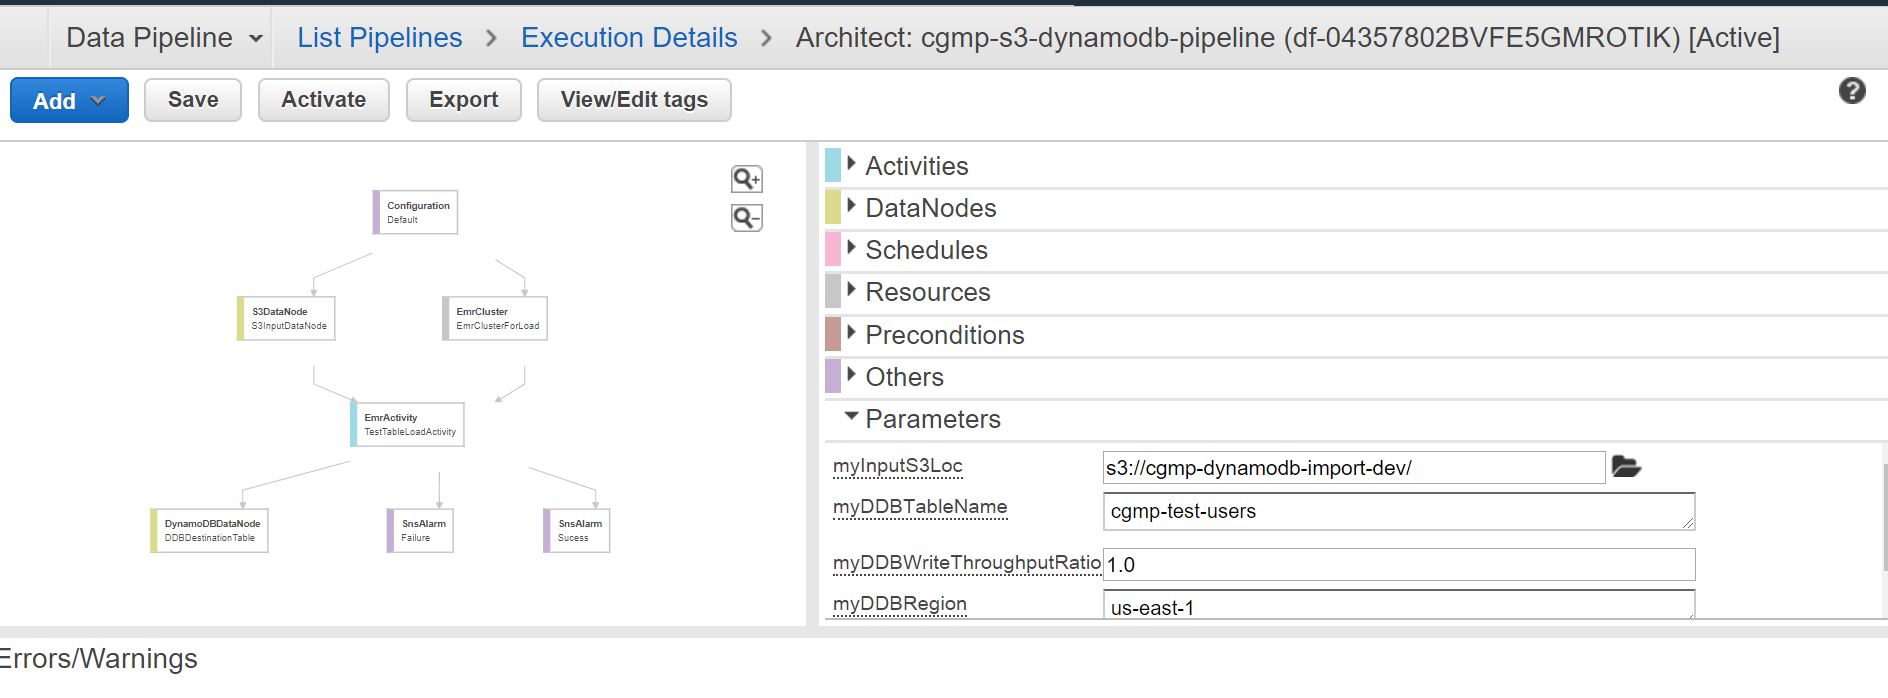 Data Pipeline List Pipelines > Execution Details > Architect: cgmp-s3-dynamodb-pipeline (df-04357802BVFE5GMROTIK) [Active]
Add Save Activate Export View/Edit tags ?
Configuration
Default
S3DataNode
S3InputDataNode
EmrCluster
EmrClusterForLoad
EmrActivity
TestTableLoadActivity
DynamoDBDataNode
DDBDestinationTable
SnsAlarm
Failure
SnsAlarm
Sucess
Activities
DataNodes
Schedules
Resources
Preconditions
Others
Parameters
myInputS3Loc s3://cgmp-dynamodb-import-dev/
myDDBTableName cgmp-test-users
myDDBWriteThroughputRatio 1.0
myDDBRegion us-east-1
Errors/Warnings